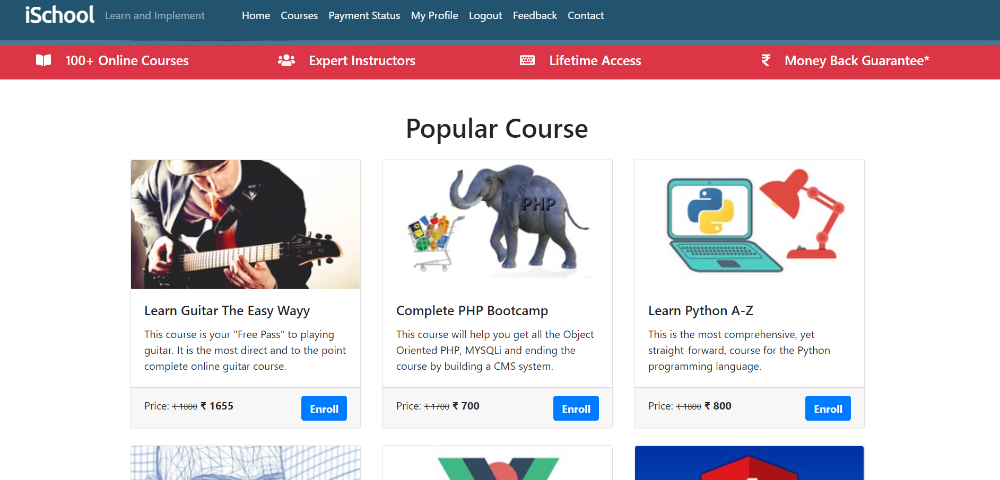 iSchool Learn and Implement Home Courses Payment Status My Profile Logout Feedback Contact
100+ Online Courses Expert Instructors Lifetime Access ₹ Money Back Guarantee*
Popular Course
PHP
Learn Guitar The Easy Wayy
This course is your "Free Pass" to playing
guitar. It is the most direct and to the point
complete online guitar course.
Price: ₹ 1800 ₹ 1655 Enroll
Complete PHP Bootcamp
This course will help you get all the Object
Oriented PHP, MYSQLi and ending the
course by building a CMS system.
Price: ₹ 1700 ₹ 700 Enroll
Learn Python A-Z
This is the most comprehensive, yet
straight-forward, course for the Python
programming language.
Price: ₹ 1800 ₹ 800 Enroll